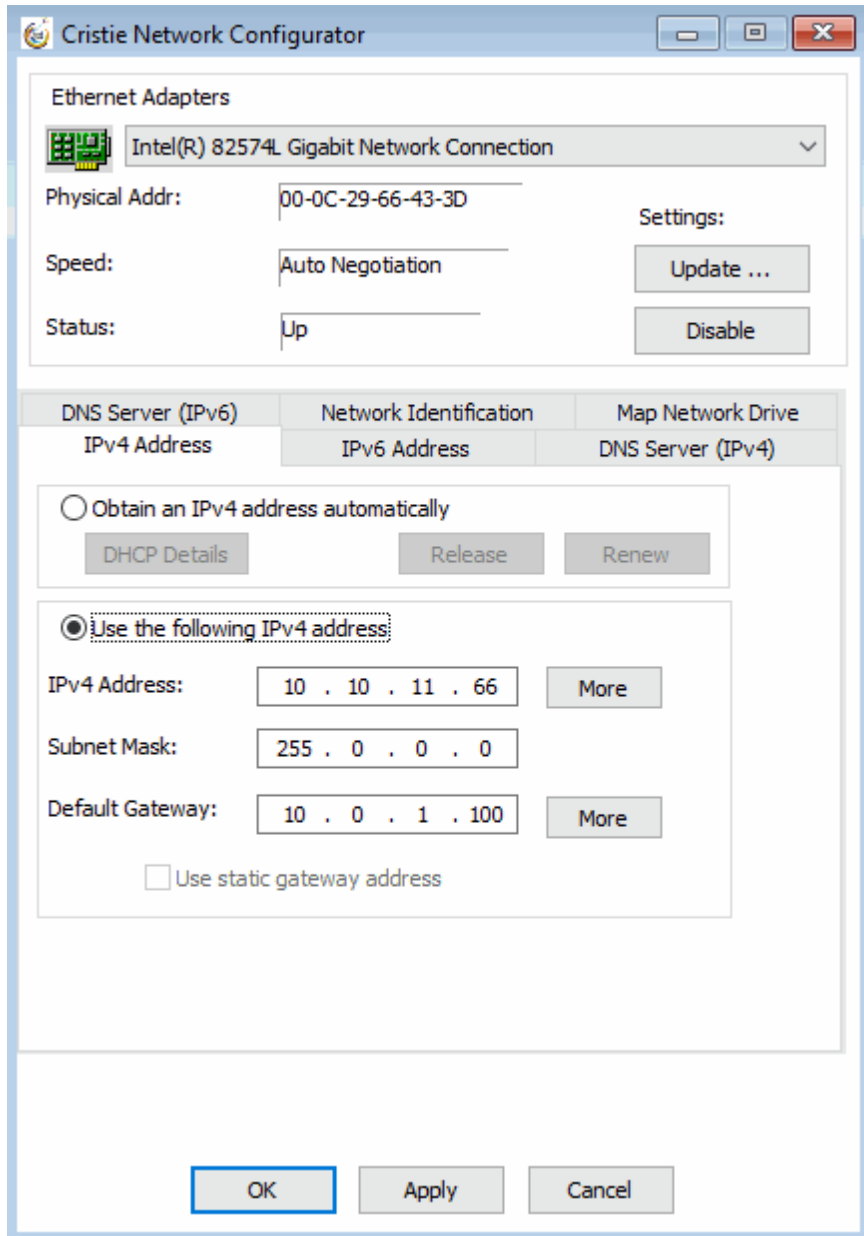 Cristie Network Configurator
Ethernet Adapters
Intel(R) 82574L Gigabit Network Connection
Physical Addr: 00-0C-29-66-43-3D
Settings:
Speed: Auto Negotiation Update ...
Status: Up Disable
DNS Server (IPv6) Network Identification Map Network Drive
IPv4 Address IPv6 Address DNS Server (IPv4)
Obtain an IPv4 address automatically
DHCP Details Release Renew
Use the following IPv4 address
IPv4 Address: 10 . 10 . 11 . 66 More
Subnet Mask: 255 . 0 . 0 . 0
Default Gateway: 10 . 0 . 1 . 100 More
Use static gateway address
OK Apply Cancel